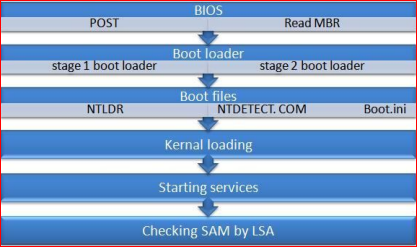 BIOS
POST Read MBR
Boot loader
stage 1 boot loader stage 2 boot loader
Boot files
NTLDR NTDETECT. COM Boot.ini
Kernal loading
Starting services
Checking SAM by LSA